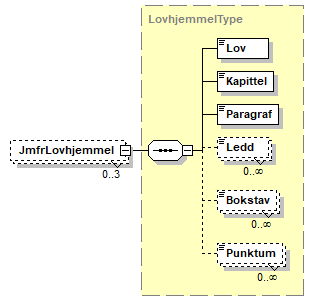 LovhjemmelType
Lov
Kapittel
Paragraf
JmfrLovhjemmel
0..3
Ledd
0..∞
Bokstav
0..∞
Punktum
0..∞